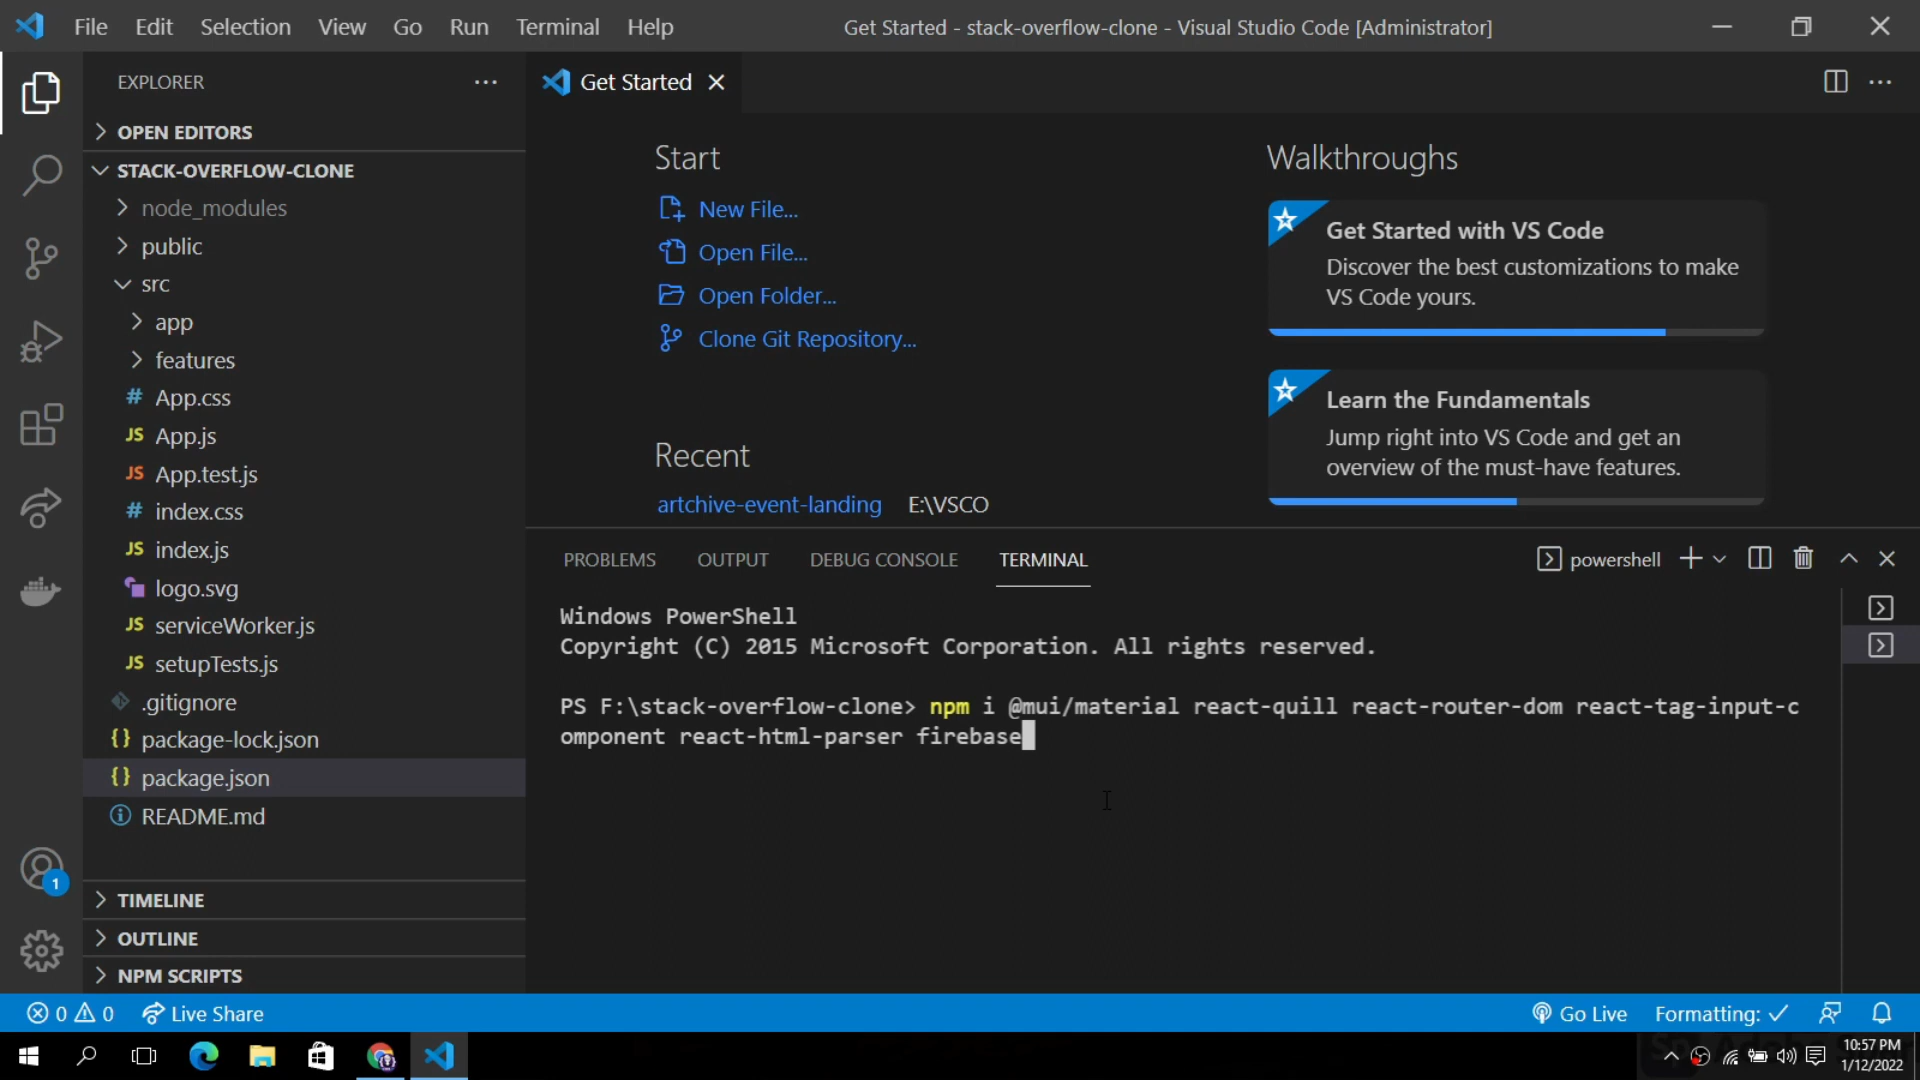 File Edit Selection View Go Run Terminal Help
Get Started - stack-overflow-clone - Visual Studio Code [Administrator]
EXPLORER
OPEN EDITORS
STACK-OVERFLOW-CLONE
node_modules
public
src
app
features
# App.css
JS App.js
JS App.test.js
# index.css
JS index.js
logo.svg
JS serviceWorker.js
JS setupTests.js
.gitignore
{} package-lock.json
{} package.json
README.md
TIMELINE
OUTLINE
NPM SCRIPTS
1
Get Started
Start
New File...
Open File...
Open Folder...
Clone Git Repository...
Recent
artchive-event-landing E:\VSCO
Walkthroughs
Get Started with VS Code
Discover the best customizations to make
VS Code yours.
Learn the Fundamentals
Jump right into VS Code and get an
overview of the must-have features.
PROBLEMS OUTPUT DEBUG CONSOLE TERMINAL
powershell
Windows PowerShell
Copyright (C) 2015 Microsoft Corporation. All rights reserved.
PS F:\stack-overflow-clone> npm i @mui/material react-quill react-router-dom react-tag-input-c
omponent react-html-parser firebase
0 0 Live Share
Go Live Formatting: ✓
10:57 PM
1/12/2022